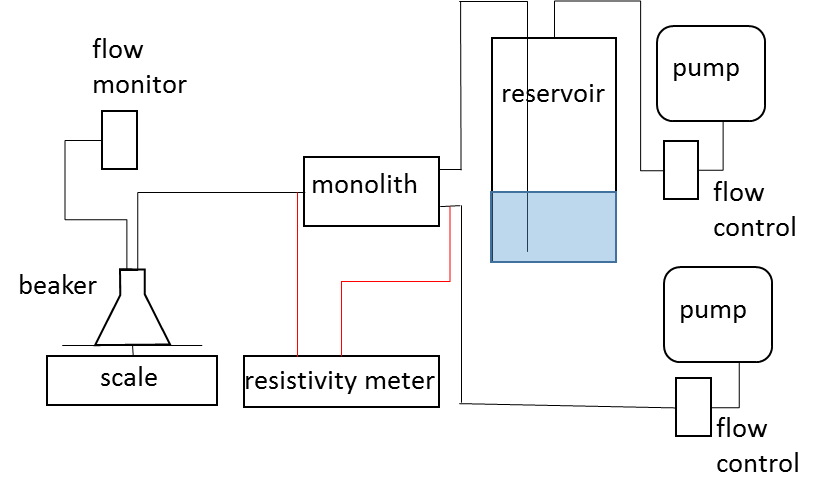 flow
monitor
pump
reservoir
monolith
flow
control
beaker
pump
scale
resistivity meter
flow
control